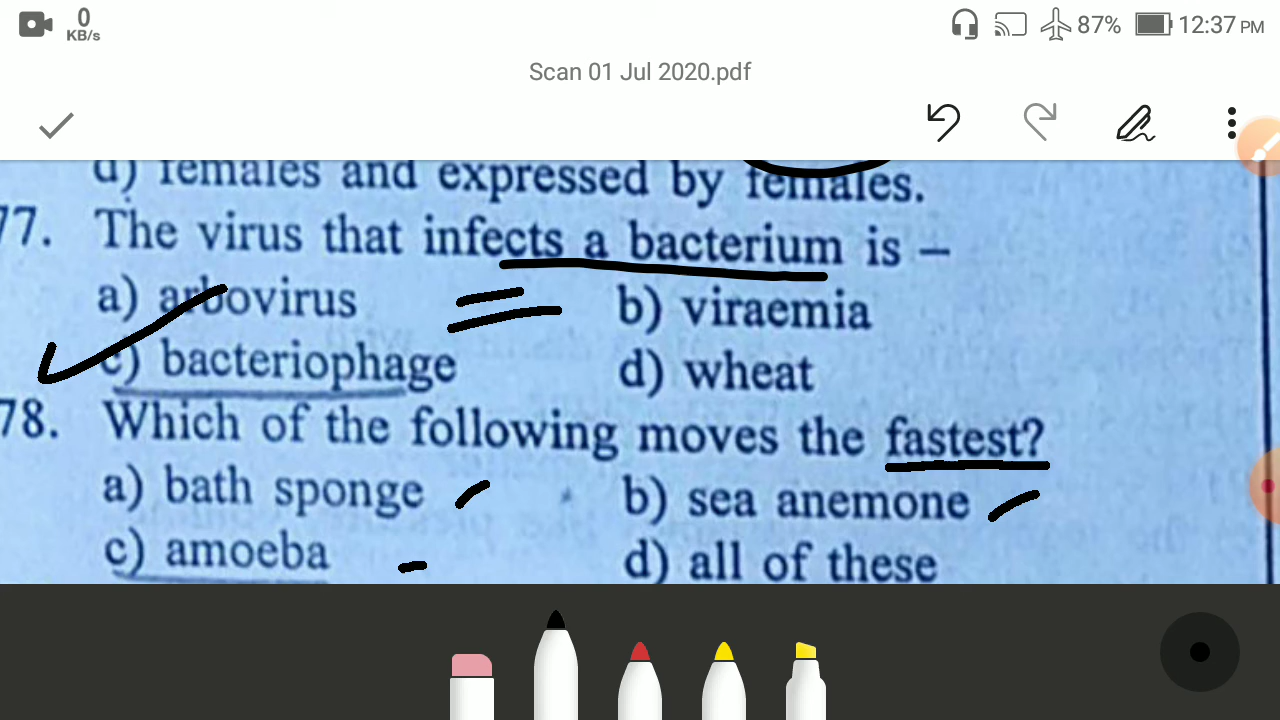 0
KB/s
87% 12:37 PM
Scan 01 Jul 2020.pdf
d) females and expressed by females.
77. The virus that infects a bacterium is –
a) arbovirus b) viraemia
c) bacteriophage d) wheat
78. Which of the following moves the fastest?
a) bath sponge b) sea anemone
c) amoeba d) all of these